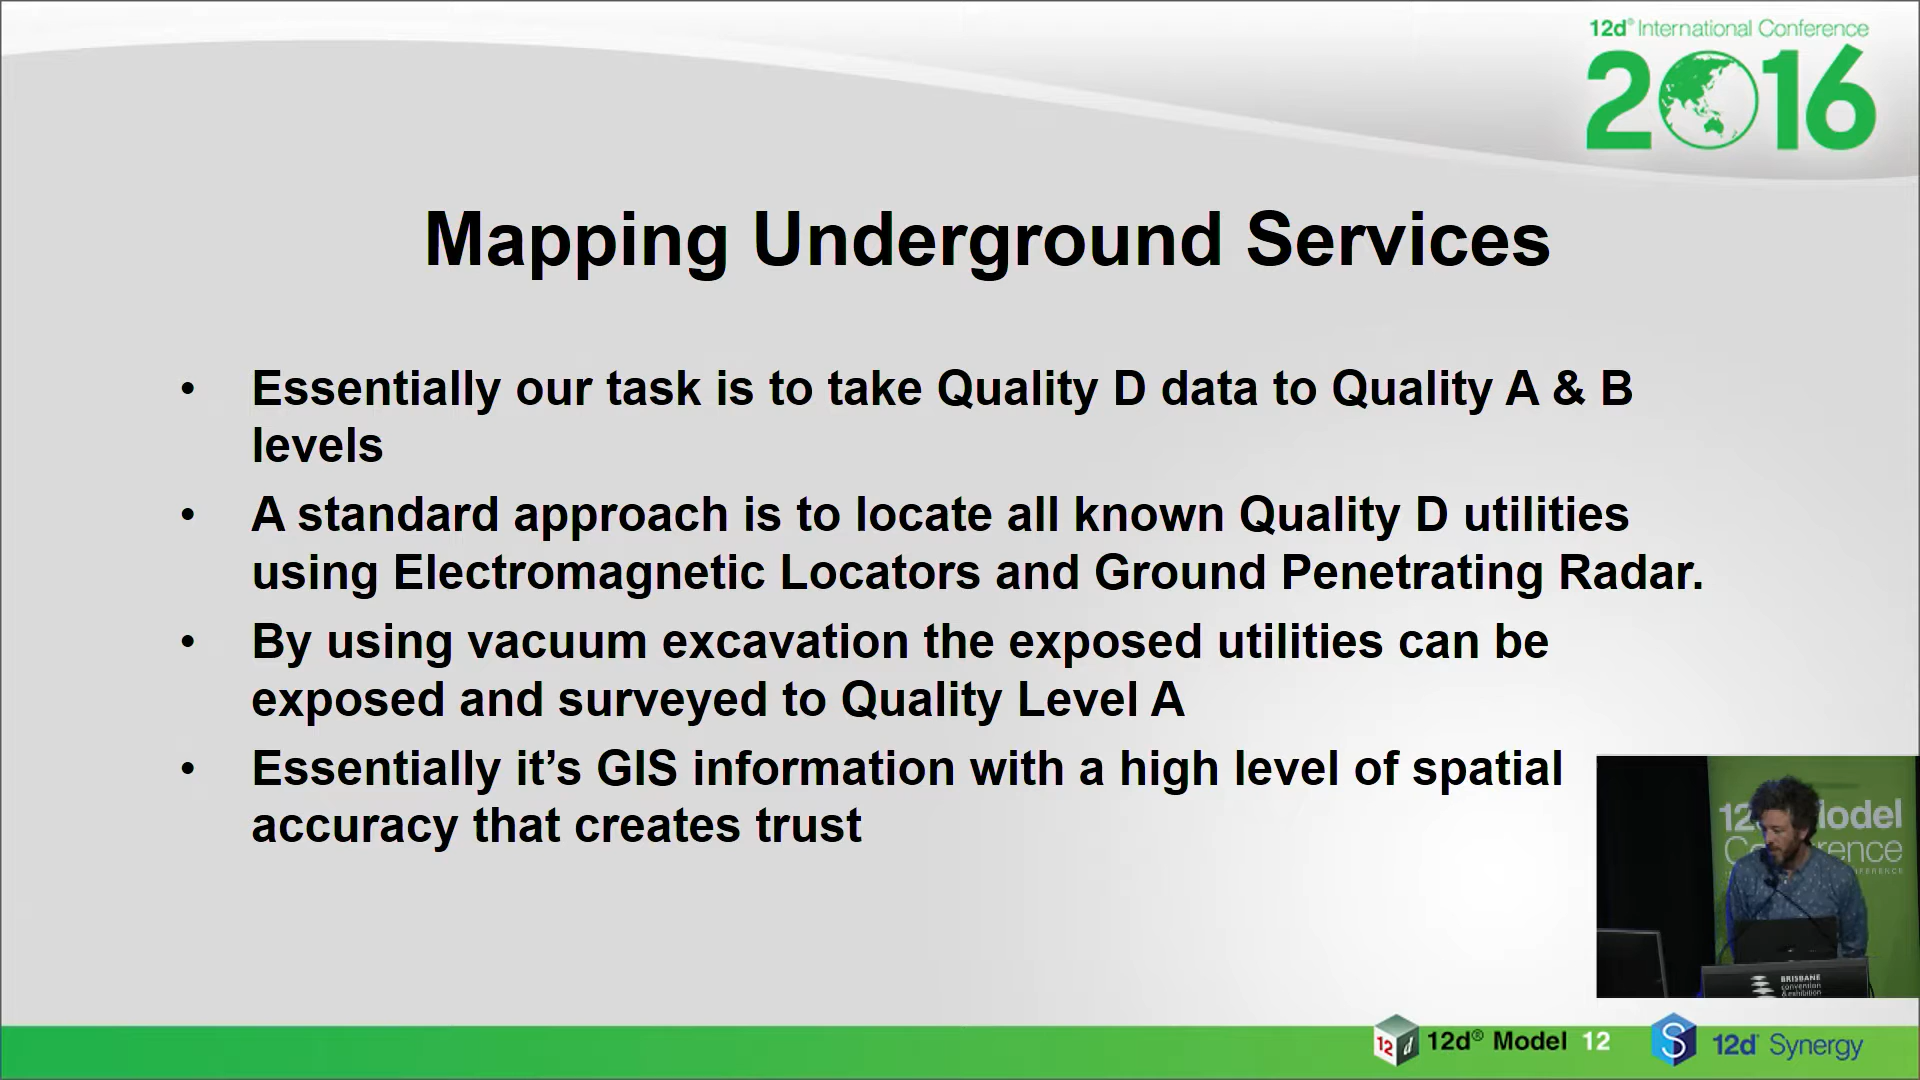 12d® International Conference
2016
Mapping Underground Services
• Essentially our task is to take Quality D data to Quality A & B
levels
• A standard approach is to locate all known Quality D utilities
using Electromagnetic Locators and Ground Penetrating Radar.
• By using vacuum excavation the exposed utilities can be
exposed and surveyed to Quality Level A
• Essentially it’s GIS information with a high level of spatial
accuracy that creates trust
BRISBANE
convention
& exhibition
12d® Model 12
12d® Synergy